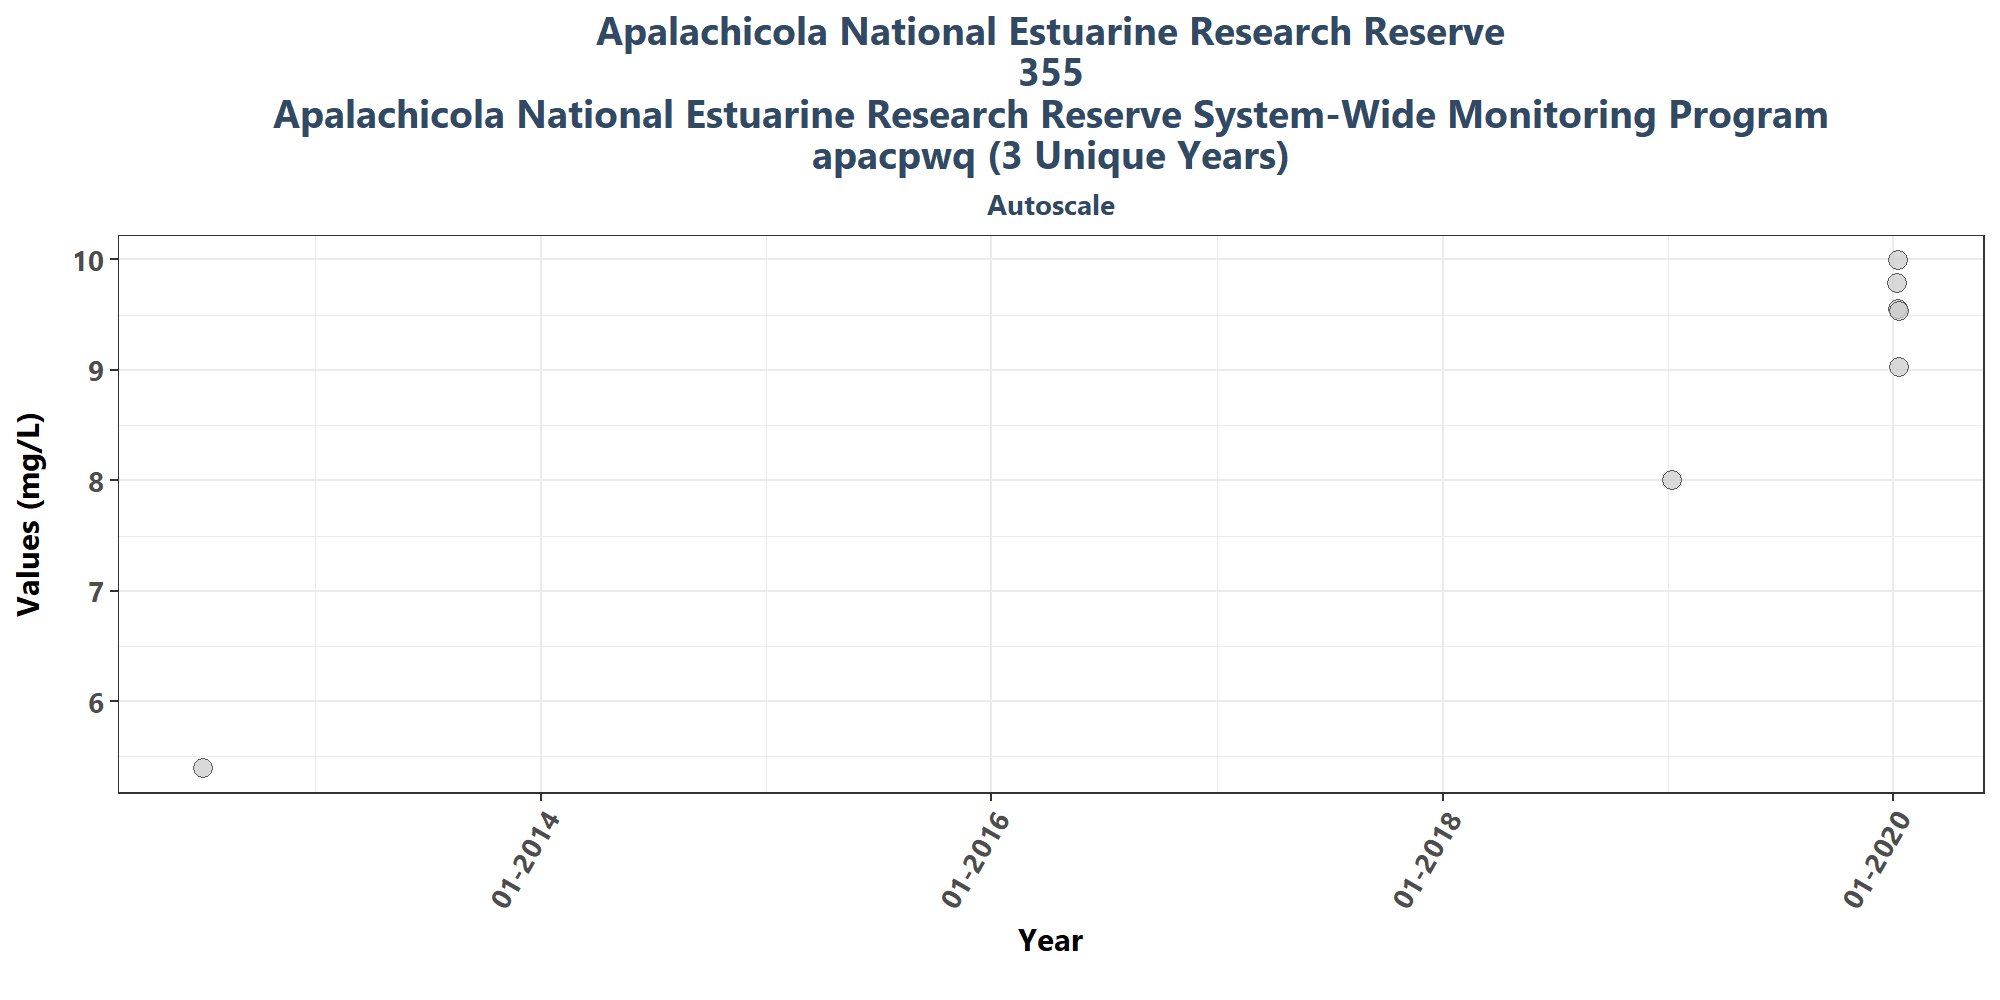 Apalachicola National Estuarine Research Reserve
355
Apalachicola National Estuarine Research Reserve System-Wide Monitoring Program
apacpwq (3 Unique Years)
Autoscale
10
9
8
7
6
Values (mg/L)
01-2014
01-2016
01-2018
01-2020
Year